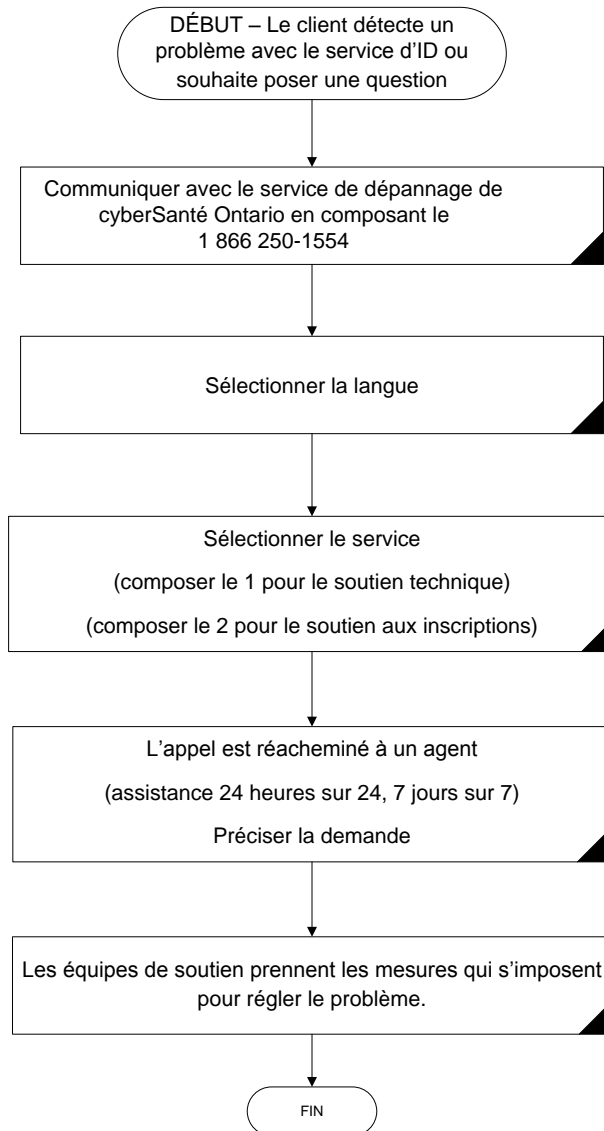 DÉBUT – Le client détecte un
problème avec le service d’ID ou
souhaite poser une question
Communiquer avec le service de dépannage de
cyberSanté Ontario en composant le
1 866 250-1554
Sélectionner la langue
Sélectionner le service
(composer le 1 pour le soutien technique)
(composer le 2 pour le soutien aux inscriptions)
L’appel est réacheminé à un agent
(assistance 24 heures sur 24, 7 jours sur 7)
Préciser la demande
Les équipes de soutien prennent les mesures qui s’imposent
pour régler le problème.
FIN